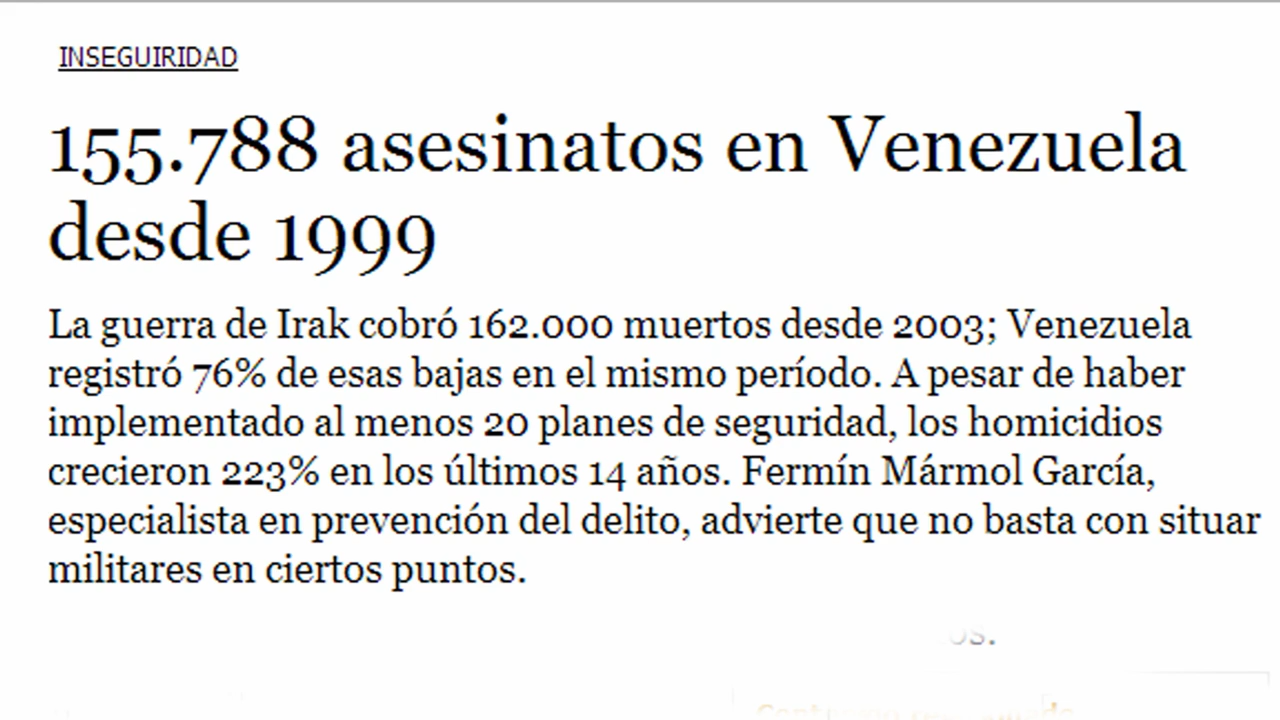 INSEGUIRIDAD
155.788 asesinatos en Venezuela
desde 1999
La guerra de Irak cobró 162.000 muertos desde 2003; Venezuela
registró 76% de esas bajas en el mismo período. A pesar de haber
implementado al menos 20 planes de seguridad, los homicidios
crecieron 223% en los últimos 14 años. Fermín Mármol García,
especialista en prevención del delito, advierte que no basta con situar
militares en ciertos puntos.